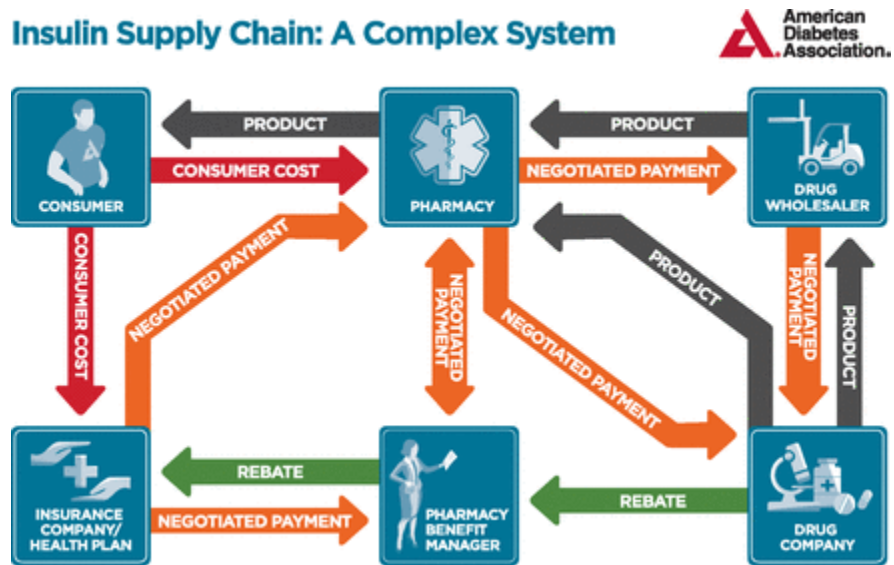 Insulin Supply Chain: A Complex System
American
Diabetes
Association®
PRODUCT
PRODUCT
CONSUMER COST
NEGOTIATED PAYMENT
CONSUMER
PHARMACY
DRUG
WHOLESALER
CONSUMER COST
NEGOTIATED PAYMENT
NEGOTIATED
PAYMENT
NEGOTIATED PAYMENT
PRODUCT
NEGOTIATED
PAYMENT
PRODUCT
REBATE
REBATE
NEGOTIATED PAYMENT
INSURANCE
COMPANY/
HEALTH PLAN
PHARMACY
BENEFIT
MANAGER
DRUG
COMPANY